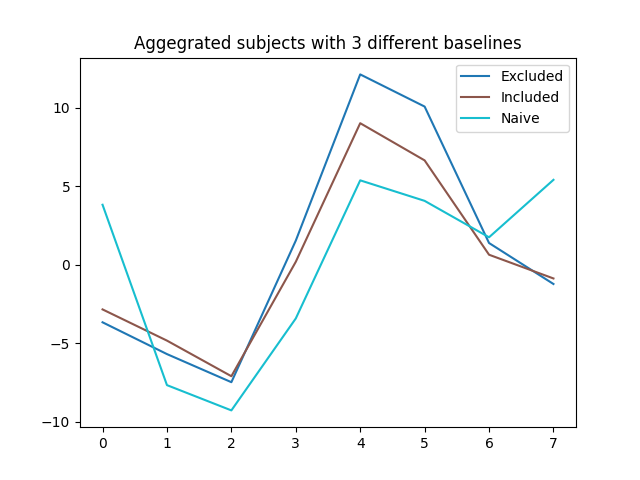 Aggegrated subjects with 3 different baselines
Excluded
Included
Naive
10
5
0
−5
−10
0 1 2 3 4 5 6 7